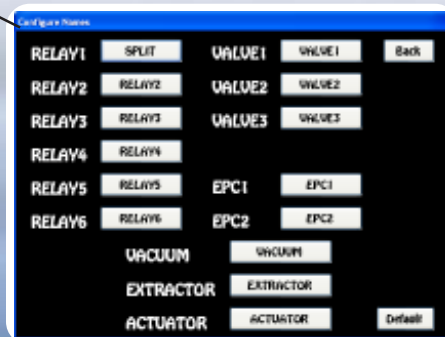 Configure Names
RELAY1 SPLIT VALVE1 VALVE1 Back
RELAY2 RELAY2 VALVE2 VALVE2
RELAY3 RELAY3 VALVE3 VALVE3
RELAY4 RELAY4
RELAY5 RELAY5 EPC1 EPC1
RELAY6 RELAY6 EPC2 EPC2
VACUUM VACUUM
EXTRACTOR EXTRACTOR
ACTUATOR ACTUATOR Default